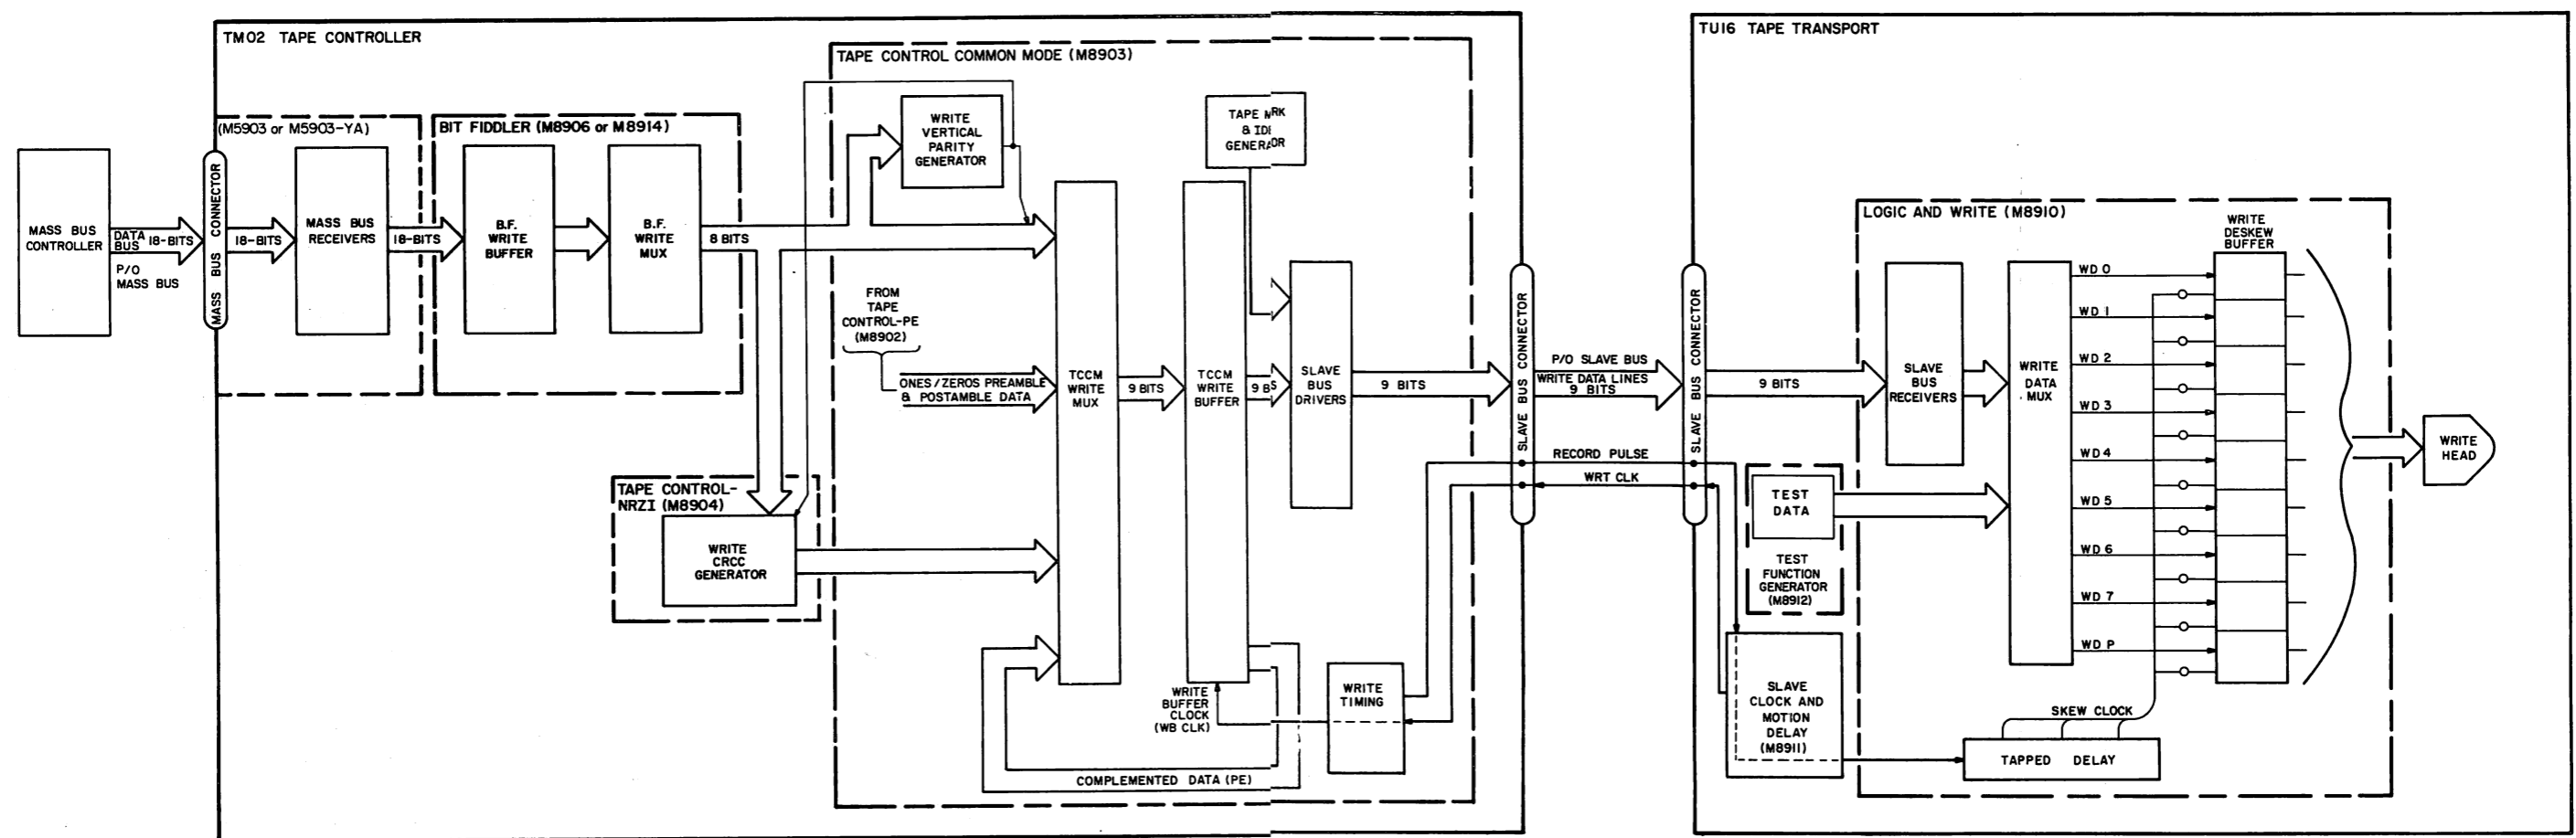 TM02 TAPE CONTROLLER
TU16 TAPE TRANSPORT
TAPE CONTROL COMMON MODE (M8903)
(M5903 or M5903-YA)
BIT FIDDLER (M8906 or M8914)
MASS BUS
CONTROLLER
DATA
BUS
18-BITS
P/O
MASS BUS
MASS BUS CONNECTOR
18-BITS
MASS BUS
RECEIVERS
18-BITS
B.F.
WRITE
BUFFER
B.F.
WRITE
MUX
8 BITS
WRITE
VERTICAL
PARITY
GENERATOR
TAPE MRK
& IDI
GENERATOR
FROM
TAPE
CONTROL-PE
(M8902)
ONES/ZEROS PREAMBLE
& POSTAMBLE DATA
TCCM
WRITE
MUX
9 BITS
TCCM
WRITE
BUFFER
9 BS
SLAVE
BUS
DRIVERS
9 BITS
SLAVE BUS CONNECTOR
P/O SLAVE BUS
WRITE DATA LINES
9 BITS
RECORD PULSE
WRT CLK
SLAVE BUS CONNECTOR
9 BITS
TAPE CONTROL-
NRZI (M8904)
WRITE
CRCC
GENERATOR
WRITE
BUFFER
CLOCK
(WB CLK)
WRITE
TIMING
COMPLEMENTED DATA (PE)
LOGIC AND WRITE (M8910)
SLAVE
BUS
RECEIVERS
WRITE
DATA
MUX
WRITE
DESKEW
BUFFER
WD 0
WD 1
WD 2
WD 3
WD 4
WD 5
WD 6
WD 7
WD P
WRITE
HEAD
TEST
DATA
TEST
FUNCTION
GENERATOR
(M8912)
SLAVE
CLOCK AND
MOTION
DELAY
(M8911)
SKEW CLOCK
TAPPED DELAY